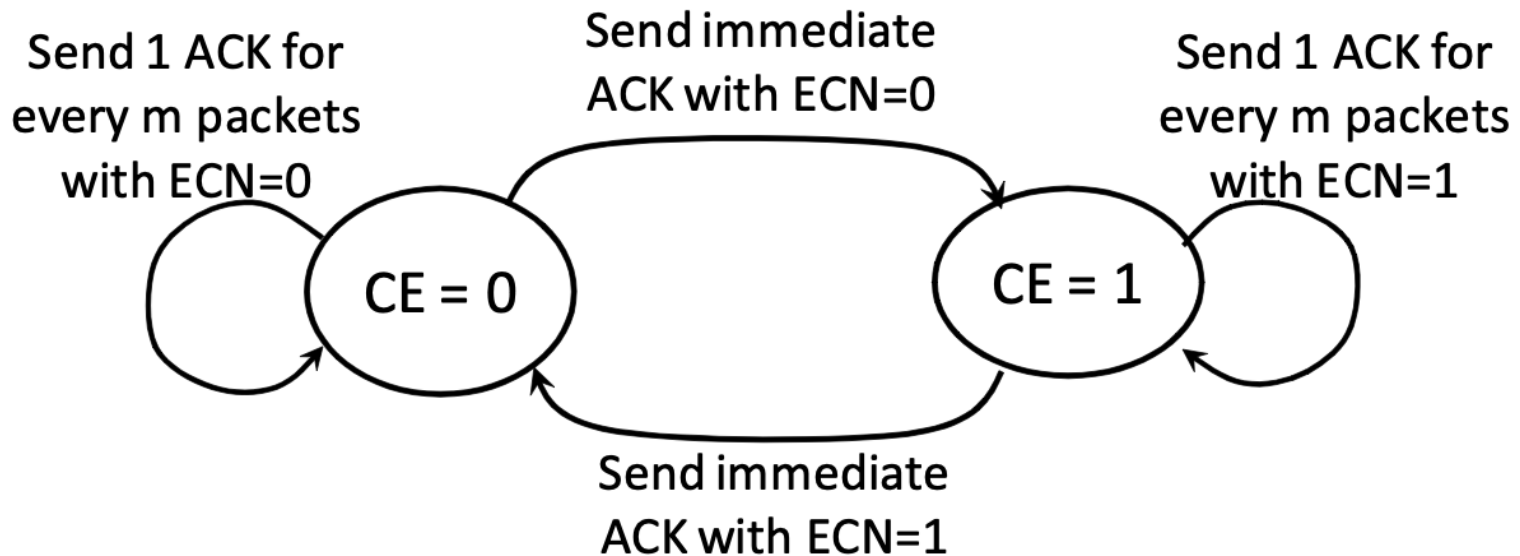 Send 1 ACK for
every m packets
with ECN=0
Send immediate
ACK with ECN=0
Send 1 ACK for
every m packets
with ECN=1
CE = 0
CE = 1
Send immediate
ACK with ECN=1